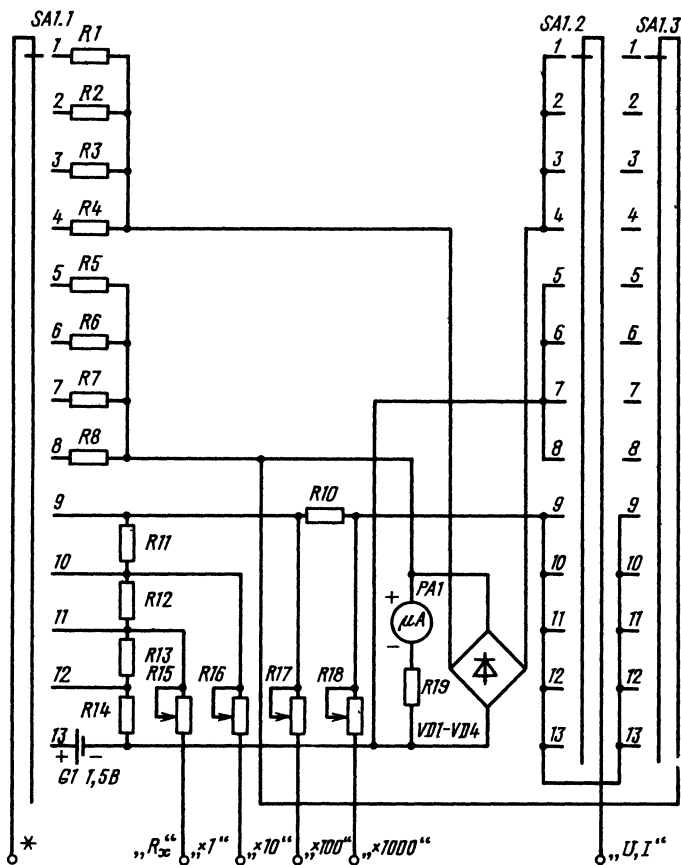 SA1.1
SA1.2
SA1.3
1
R1
1
1
2
R2
2
2
3
R3
3
3
4
R4
4
4
5
R5
5
5
6
R6
6
6
7
R7
7
7
8
R8
8
8
9
R10
9
9
R11
10
10
10
R12
PA1
+
μA
-
11
11
11
R13
12
R15
R16
R17
R18
R19
12
12
R14
VD1-VD4
13
13
13
+
-
G1 1,5В
*
„Rx“
„×1“
„×10“
„×100“
„×1000“
„U,I“